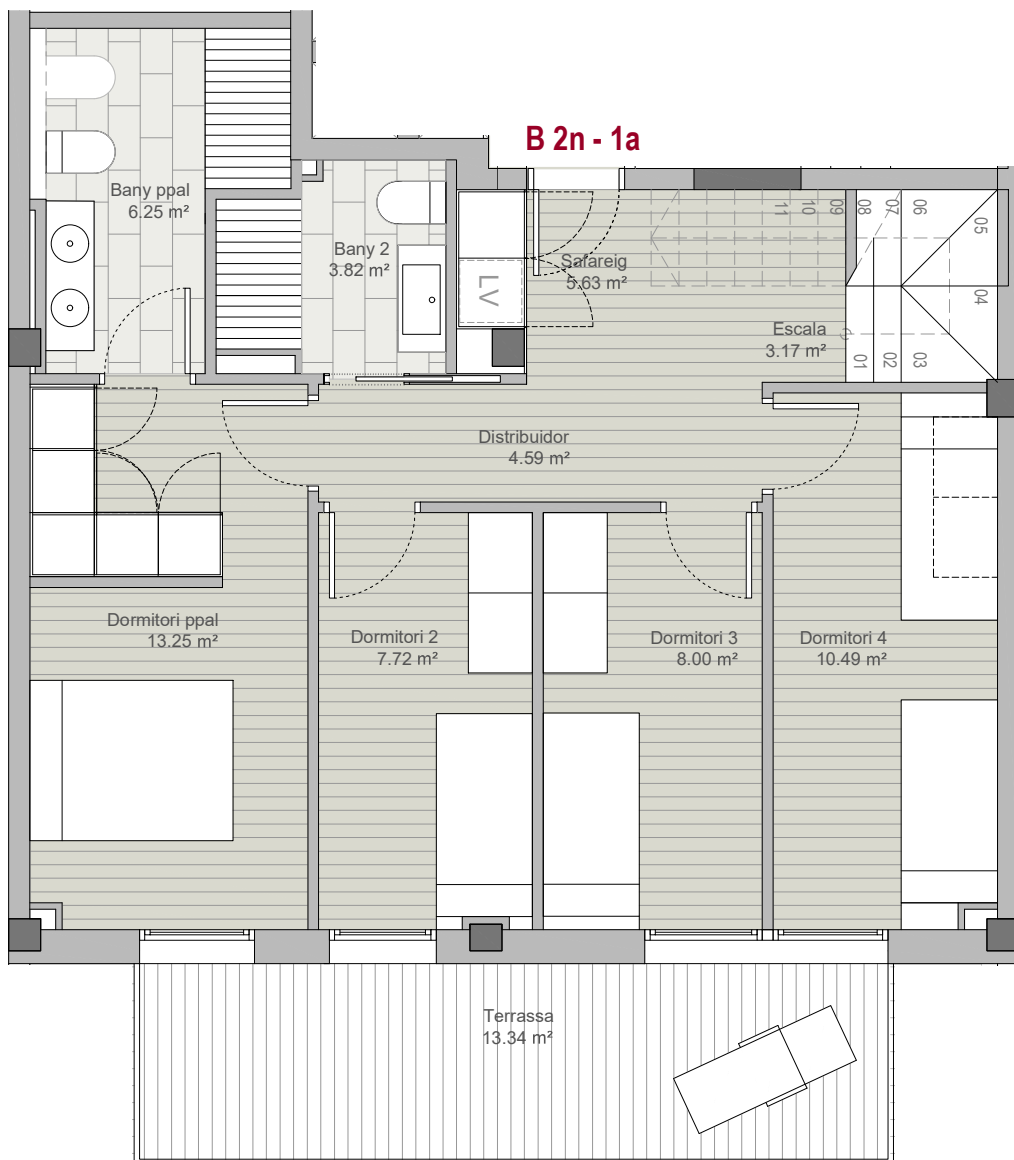 B 2n - 1a
Bany ppal
6.25 m²
Bany 2
3.82 m²
LV
Safareig
5.63 m²
11
10
09
08
07
06
05
04
03
02
01
Escala
3.17 m²
Distribuidor
4.59 m²
Dormitori ppal
13.25 m²
Dormitori 2
7.72 m²
Dormitori 3
8.00 m²
Dormitori 4
10.49 m²
Terrassa
13.34 m²